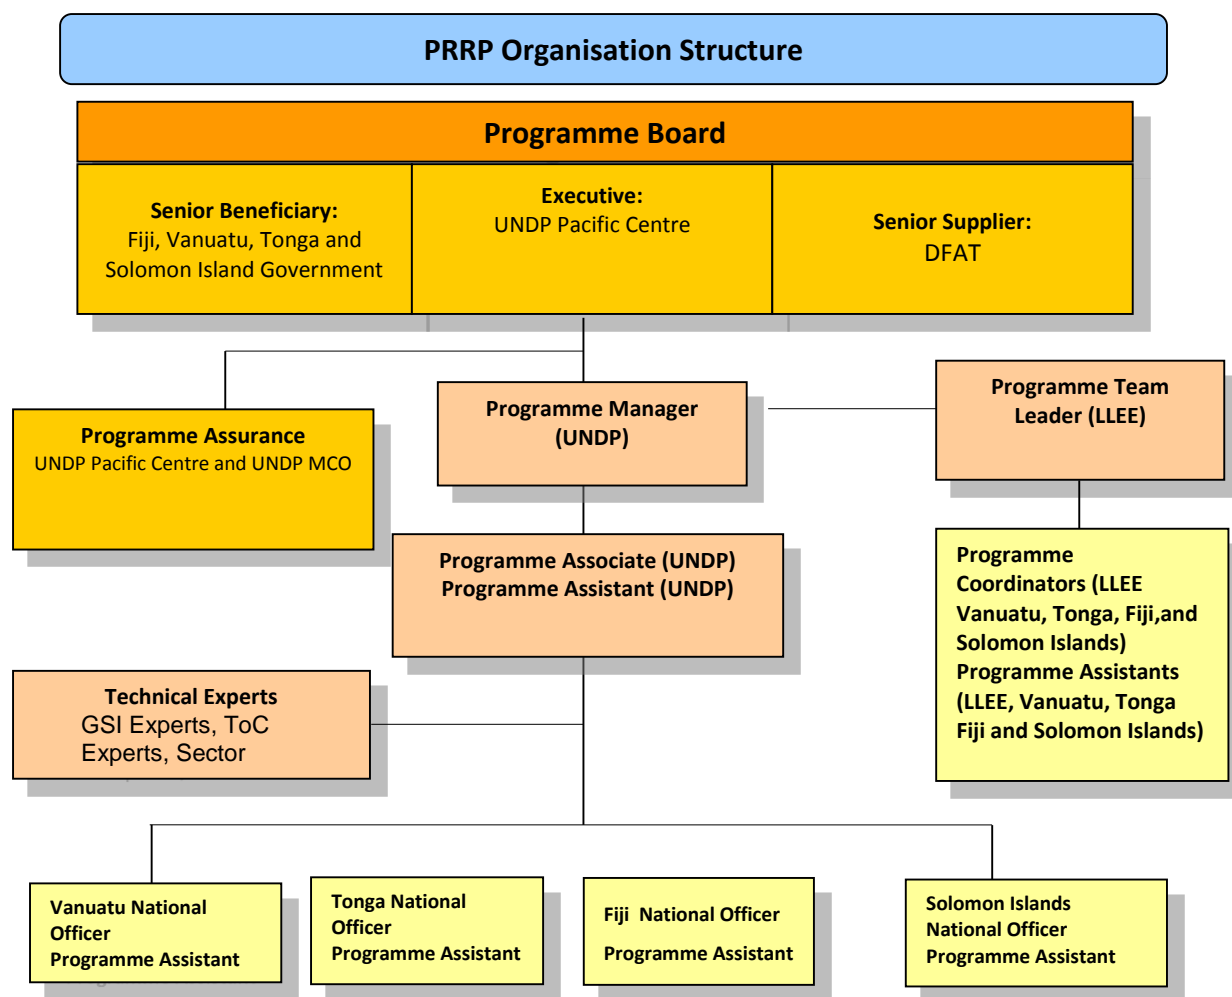 PRRP Organisation Structure
Programme Board
Senior Beneficiary:
Fiji, Vanuatu, Tonga and
Solomon Island Government
Executive:
UNDP Pacific Centre
Senior Supplier:
DFAT
Programme Assurance
UNDP Pacific Centre and UNDP MCO
Programme Manager
(UNDP)
Programme Team
Leader (LLEE)
Programme Associate (UNDP)
Programme Assistant (UNDP)
Programme
Coordinators (LLEE
Vanuatu, Tonga, Fiji,and
Solomon Islands)
Programme Assistants
(LLEE, Vanuatu, Tonga
Fiji and Solomon Islands)
Technical Experts
GSI Experts, ToC
Experts, Sector
Vanuatu National
Officer
Programme Assistant
Tonga National
Officer
Programme Assistant
Fiji  National Officer
Programme Assistant
Solomon Islands
National Officer
Programme Assistant